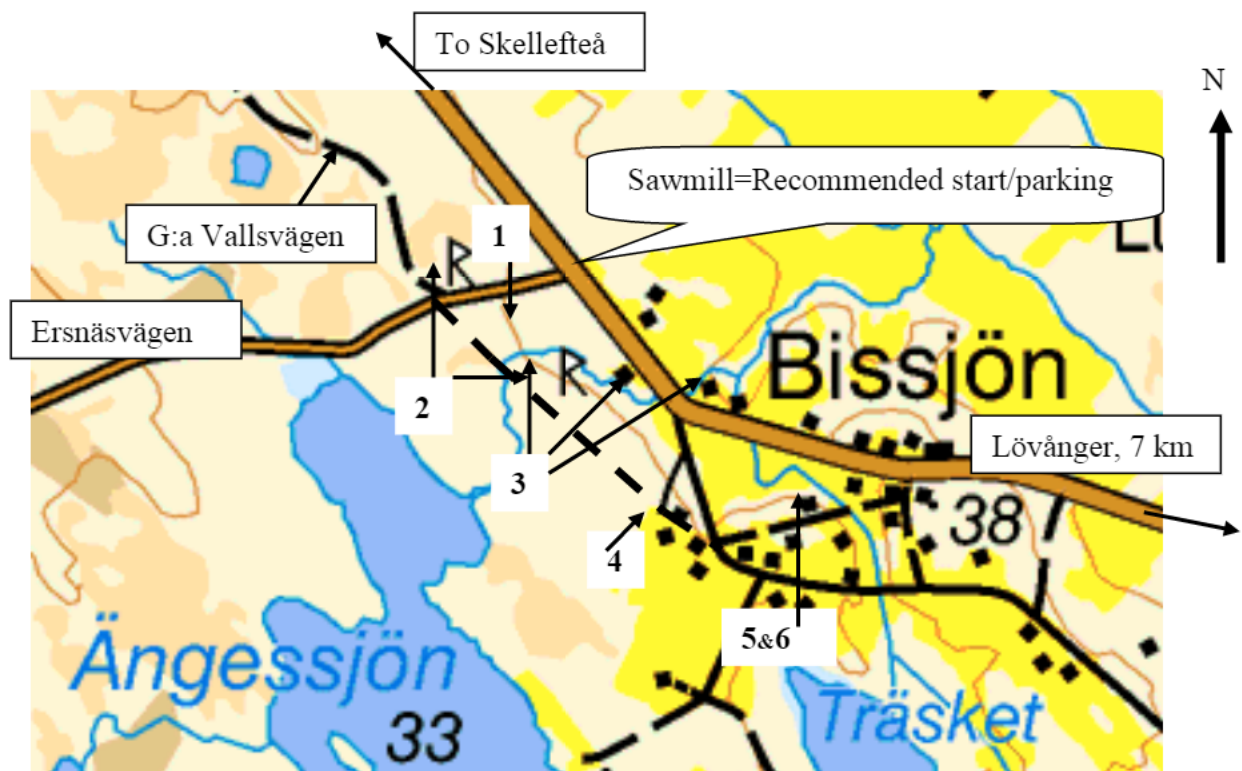 To Skellefteå
N
Sawmill=Recommended start/parking
G:a Vallsvägen
1
R
Ersnäsvägen
R
Bissjön
2
Lövånger, 7 km
3
38
4
5&6
Ängessjön
Träsket
33